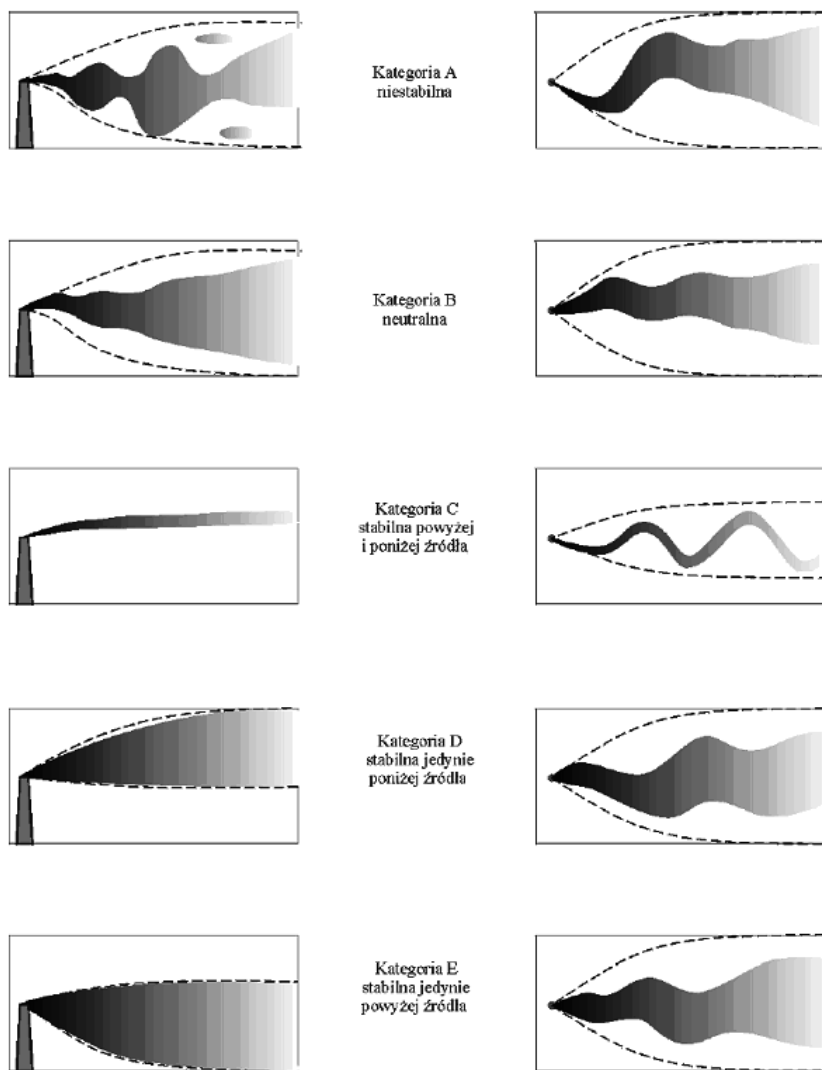 Kategoria A
niestabilna
Kategoria B
neutralna
Kategoria C
stabilna powyżej
i poniżej źródła
Kategoria D
stabilna jedynie
poniżej źródła
Kategoria E
stabilna jedynie
powyżej źródła